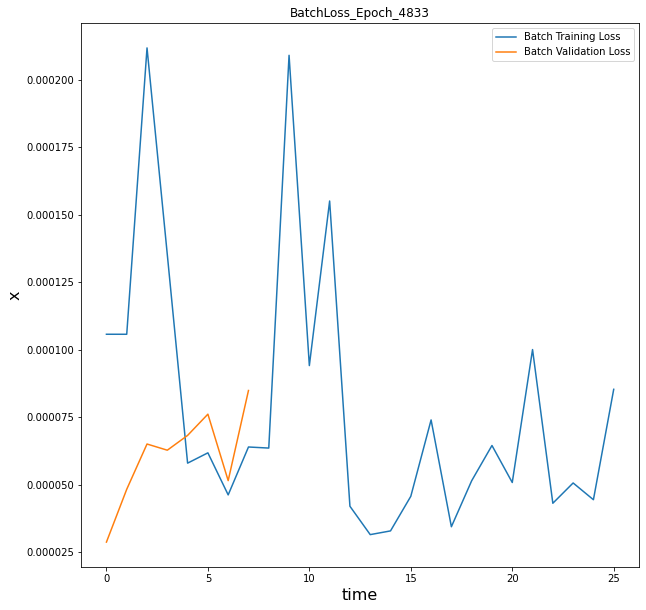 BatchLoss_Epoch_4833
Batch Training Loss
Batch Validation Loss
0.000200
0.000175
0.000150
0.000125
0.000100
0.000075
0.000050
0.000025
x
0 5 10 15 20 25
time